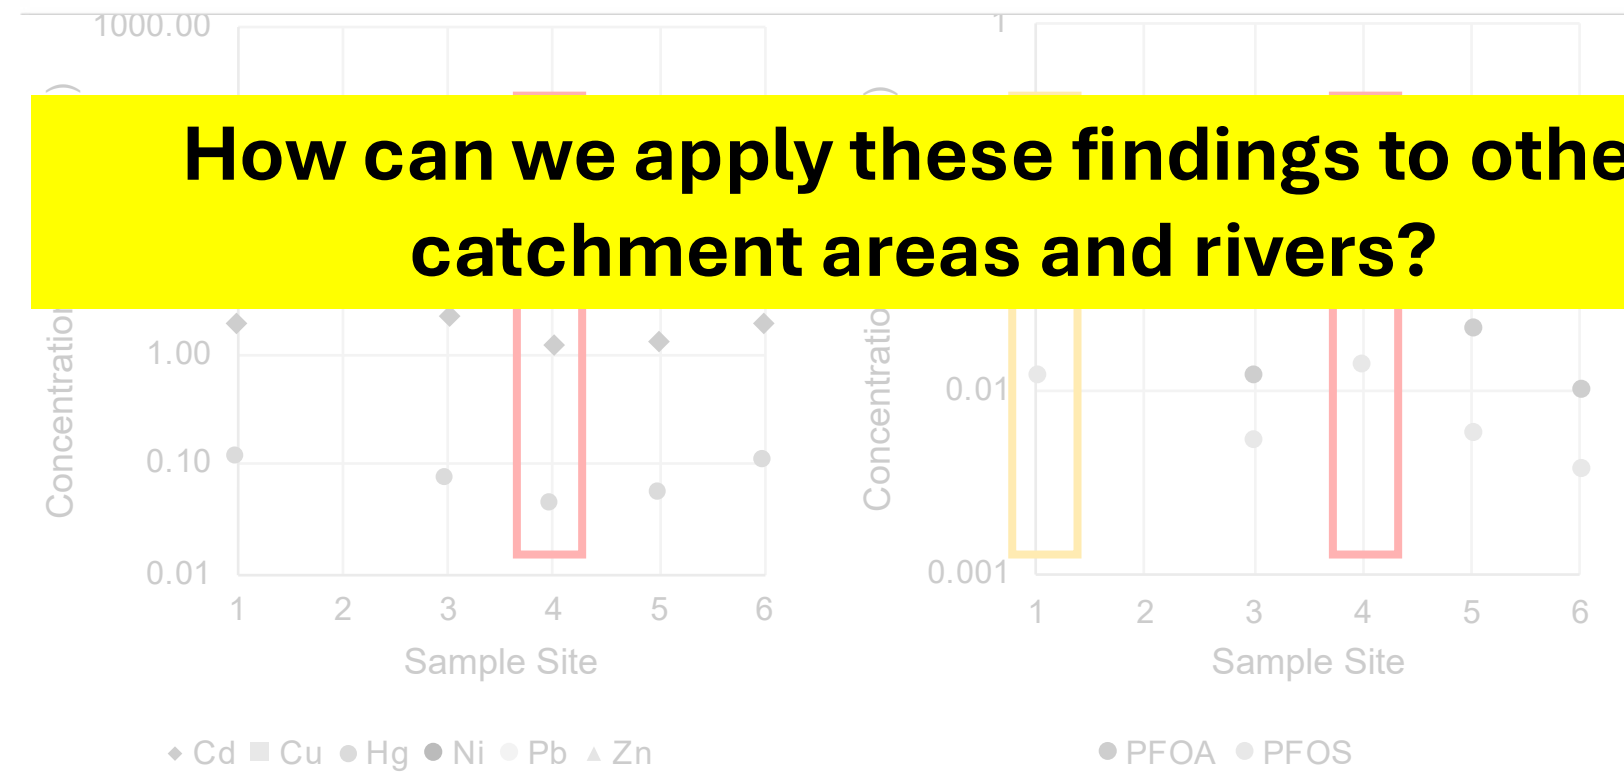 1000.00
1
How can we apply these findings to othe
catchment areas and rivers?
1.00
0.10
0.01
0.01
0.001
1 2 3 4 5 6
1 2 3 4 5 6
Sample Site
Sample Site
Cd Cu Hg Ni Pb Zn
PFOA PFOS